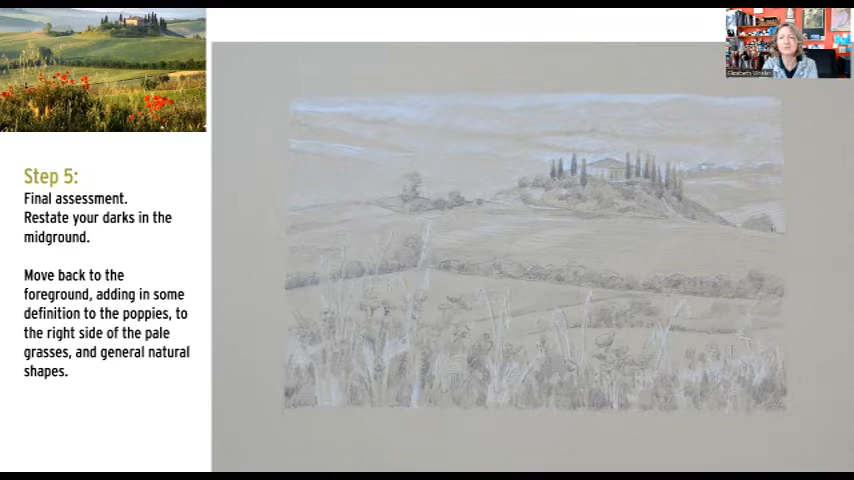 Step 5:
Final assessment.
Restate your darks in the
midground.
Move back to the
foreground, adding in some
definition to the poppies, to
the right side of the pale
grasses, and general natural
shapes.